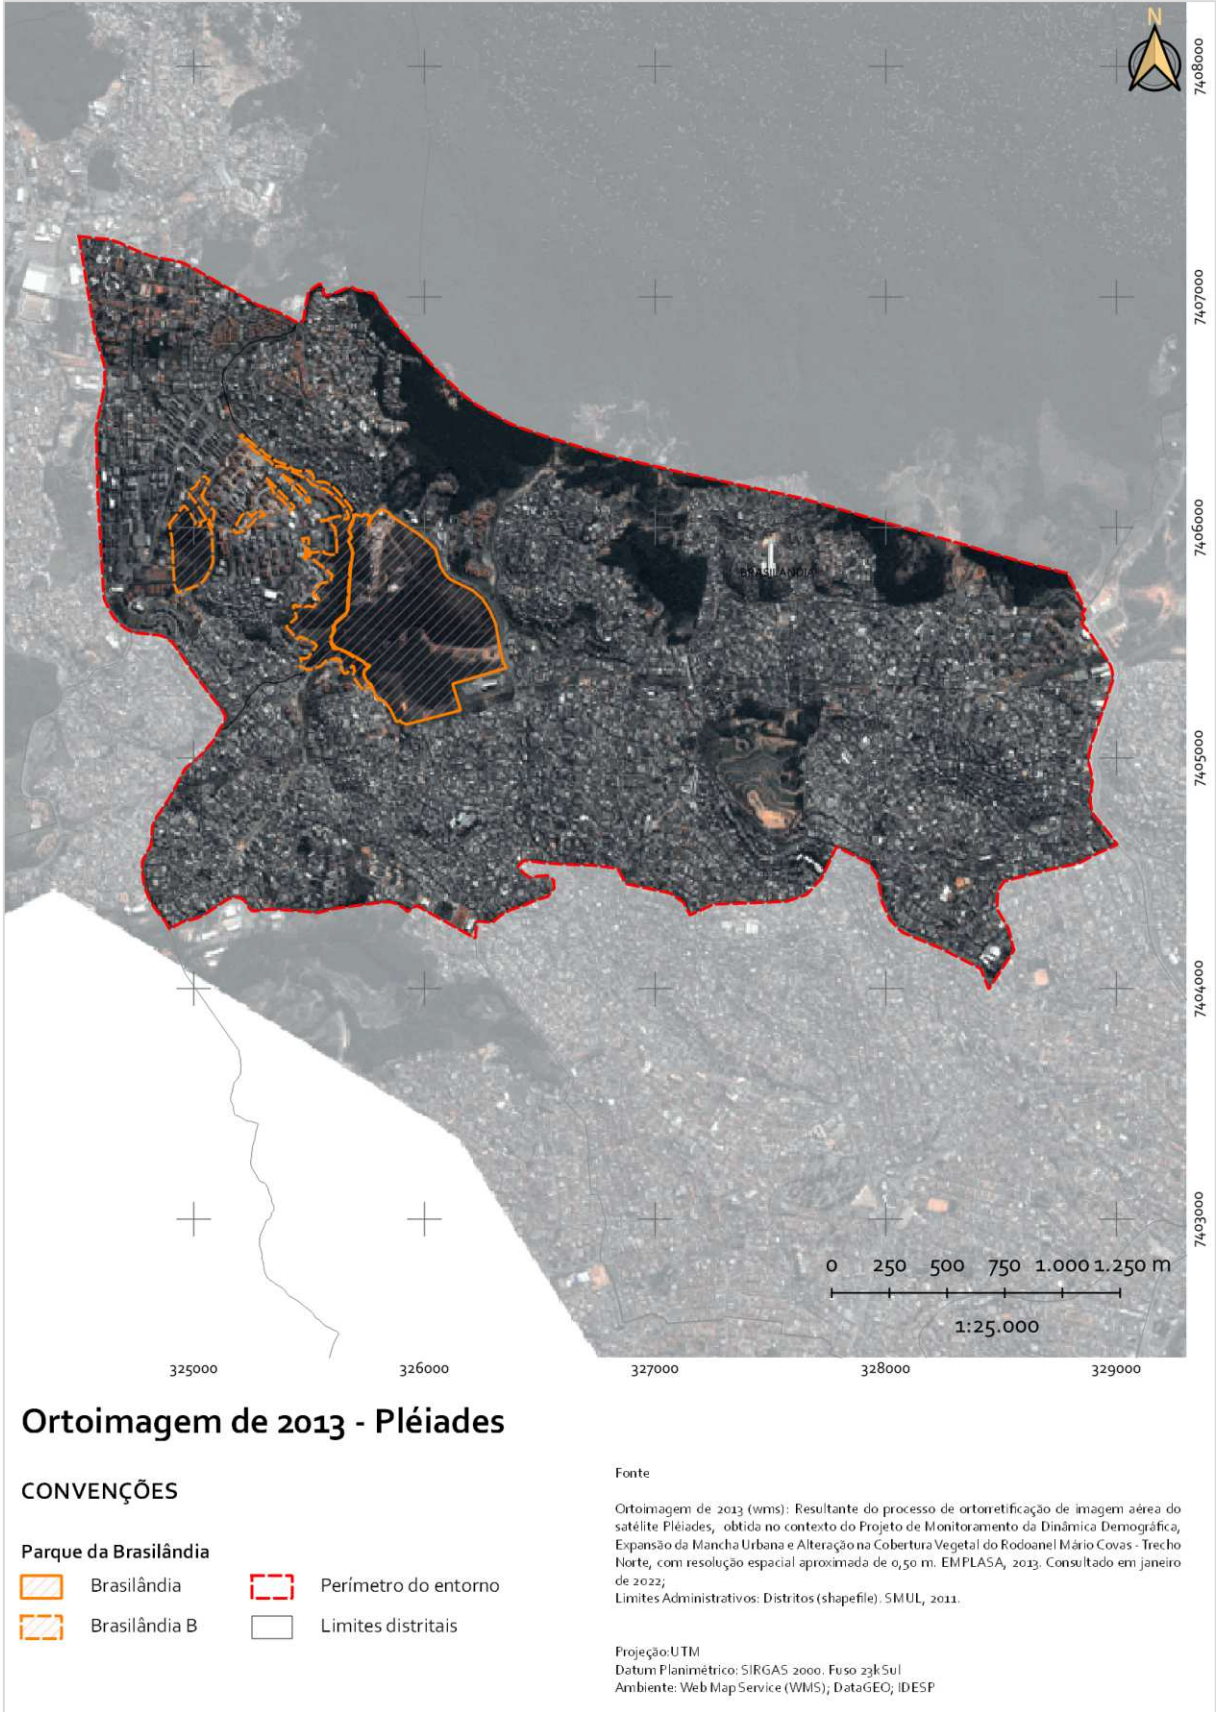 N
7408000
7407000
7406000
BRASILANDIA
7405000
7404000
7403000
0 250 500 750 1.000 1.250 m
1:25.000
325000 326000 327000 328000 329000
Ortoimagem de 2013 - Pléiades
CONVENÇÕES
Parque da Brasilândia
Brasilândia
Perímetro do entorno
Brasilândia B
Limites distritais
Fonte
Ortoimagem de 2013 (wms): Resultante do processo de ortorretificação de imagem aérea do
satélite Plèiades, obtida no contexto do Projeto de Monitoramento da Dinâmica Demográfica,
Expansão da Mancha Urbana e Alteração na Cobertura Vegetal do Rodoanel Mário Covas - Trecho
Norte, com resolução espacial aproximada de 0,50 m. EMPLASA, 2013. Consultado em janeiro
de 2022;
Limites Administrativos: Distritos (shapefile). SMUL, 2011.
Projeção:UTM
Datum Planimétrico: SIRGAS 2000. Fuso 23k Sul
Ambiente: Web Map Service (WMS); DataGEO; IDESP